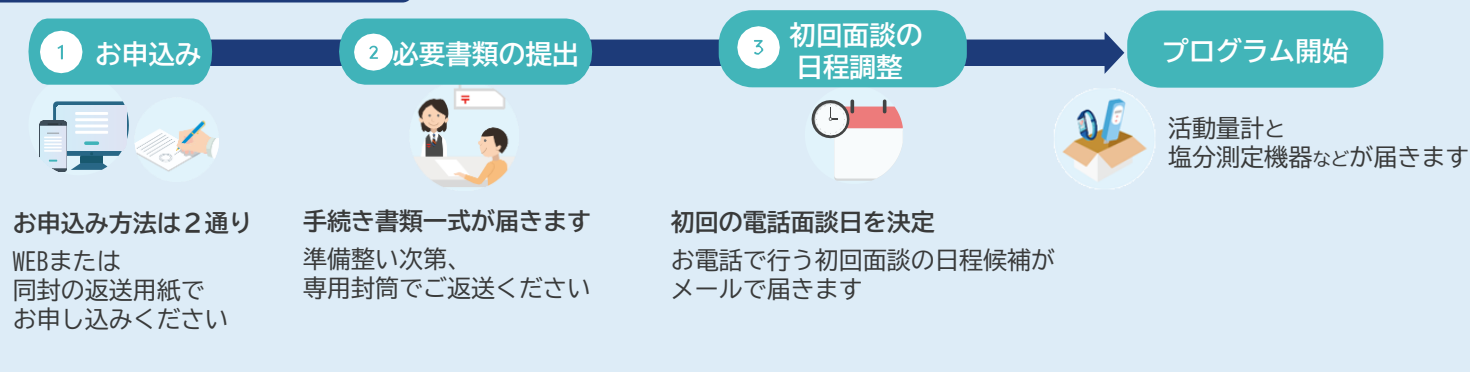 1 お申込み
2 必要書類の提出
3 初回面談の
日程調整
プログラム開始
〒
活動量計と
塩分測定機器などが届きます
お申込み方法は２通り
WEBまたは
同封の返送用紙で
お申し込みください
手続き書類一式が届きます
準備整い次第、
専用封筒でご返送ください
初回の電話面談日を決定
お電話で行う初回面談の日程候補が
メールで届きます